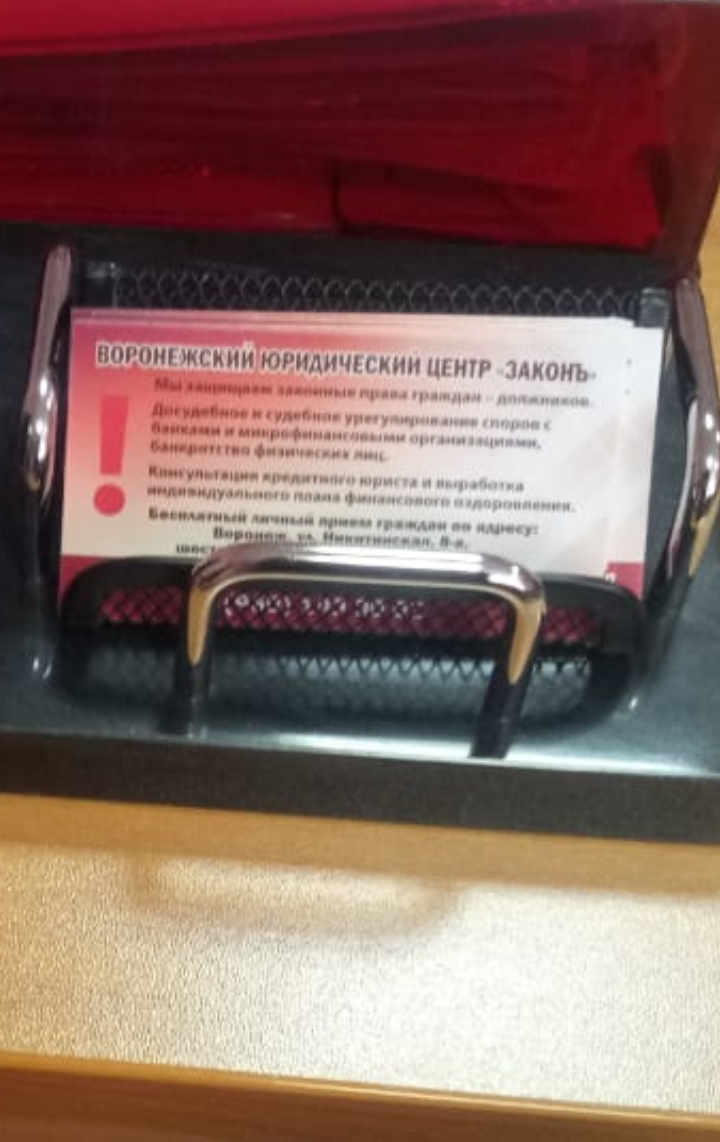 ВОРОНЕЖСКИЙ ЮРИДИЧЕСКИЙ ЦЕНТР «ЗАКОНЪ»
Мы защищаем законные права граждан - должников.
Досудебное и судебное урегулирование споров с
банками и микрофинансовыми организациями,
банкротство физических лиц.
Консультация кредитного юриста и выработка
индивидуального плана финансового оздоровления.
Бесплатный личный прием граждан по адресу:
Воронеж, ул. Никитинская, 8-а,